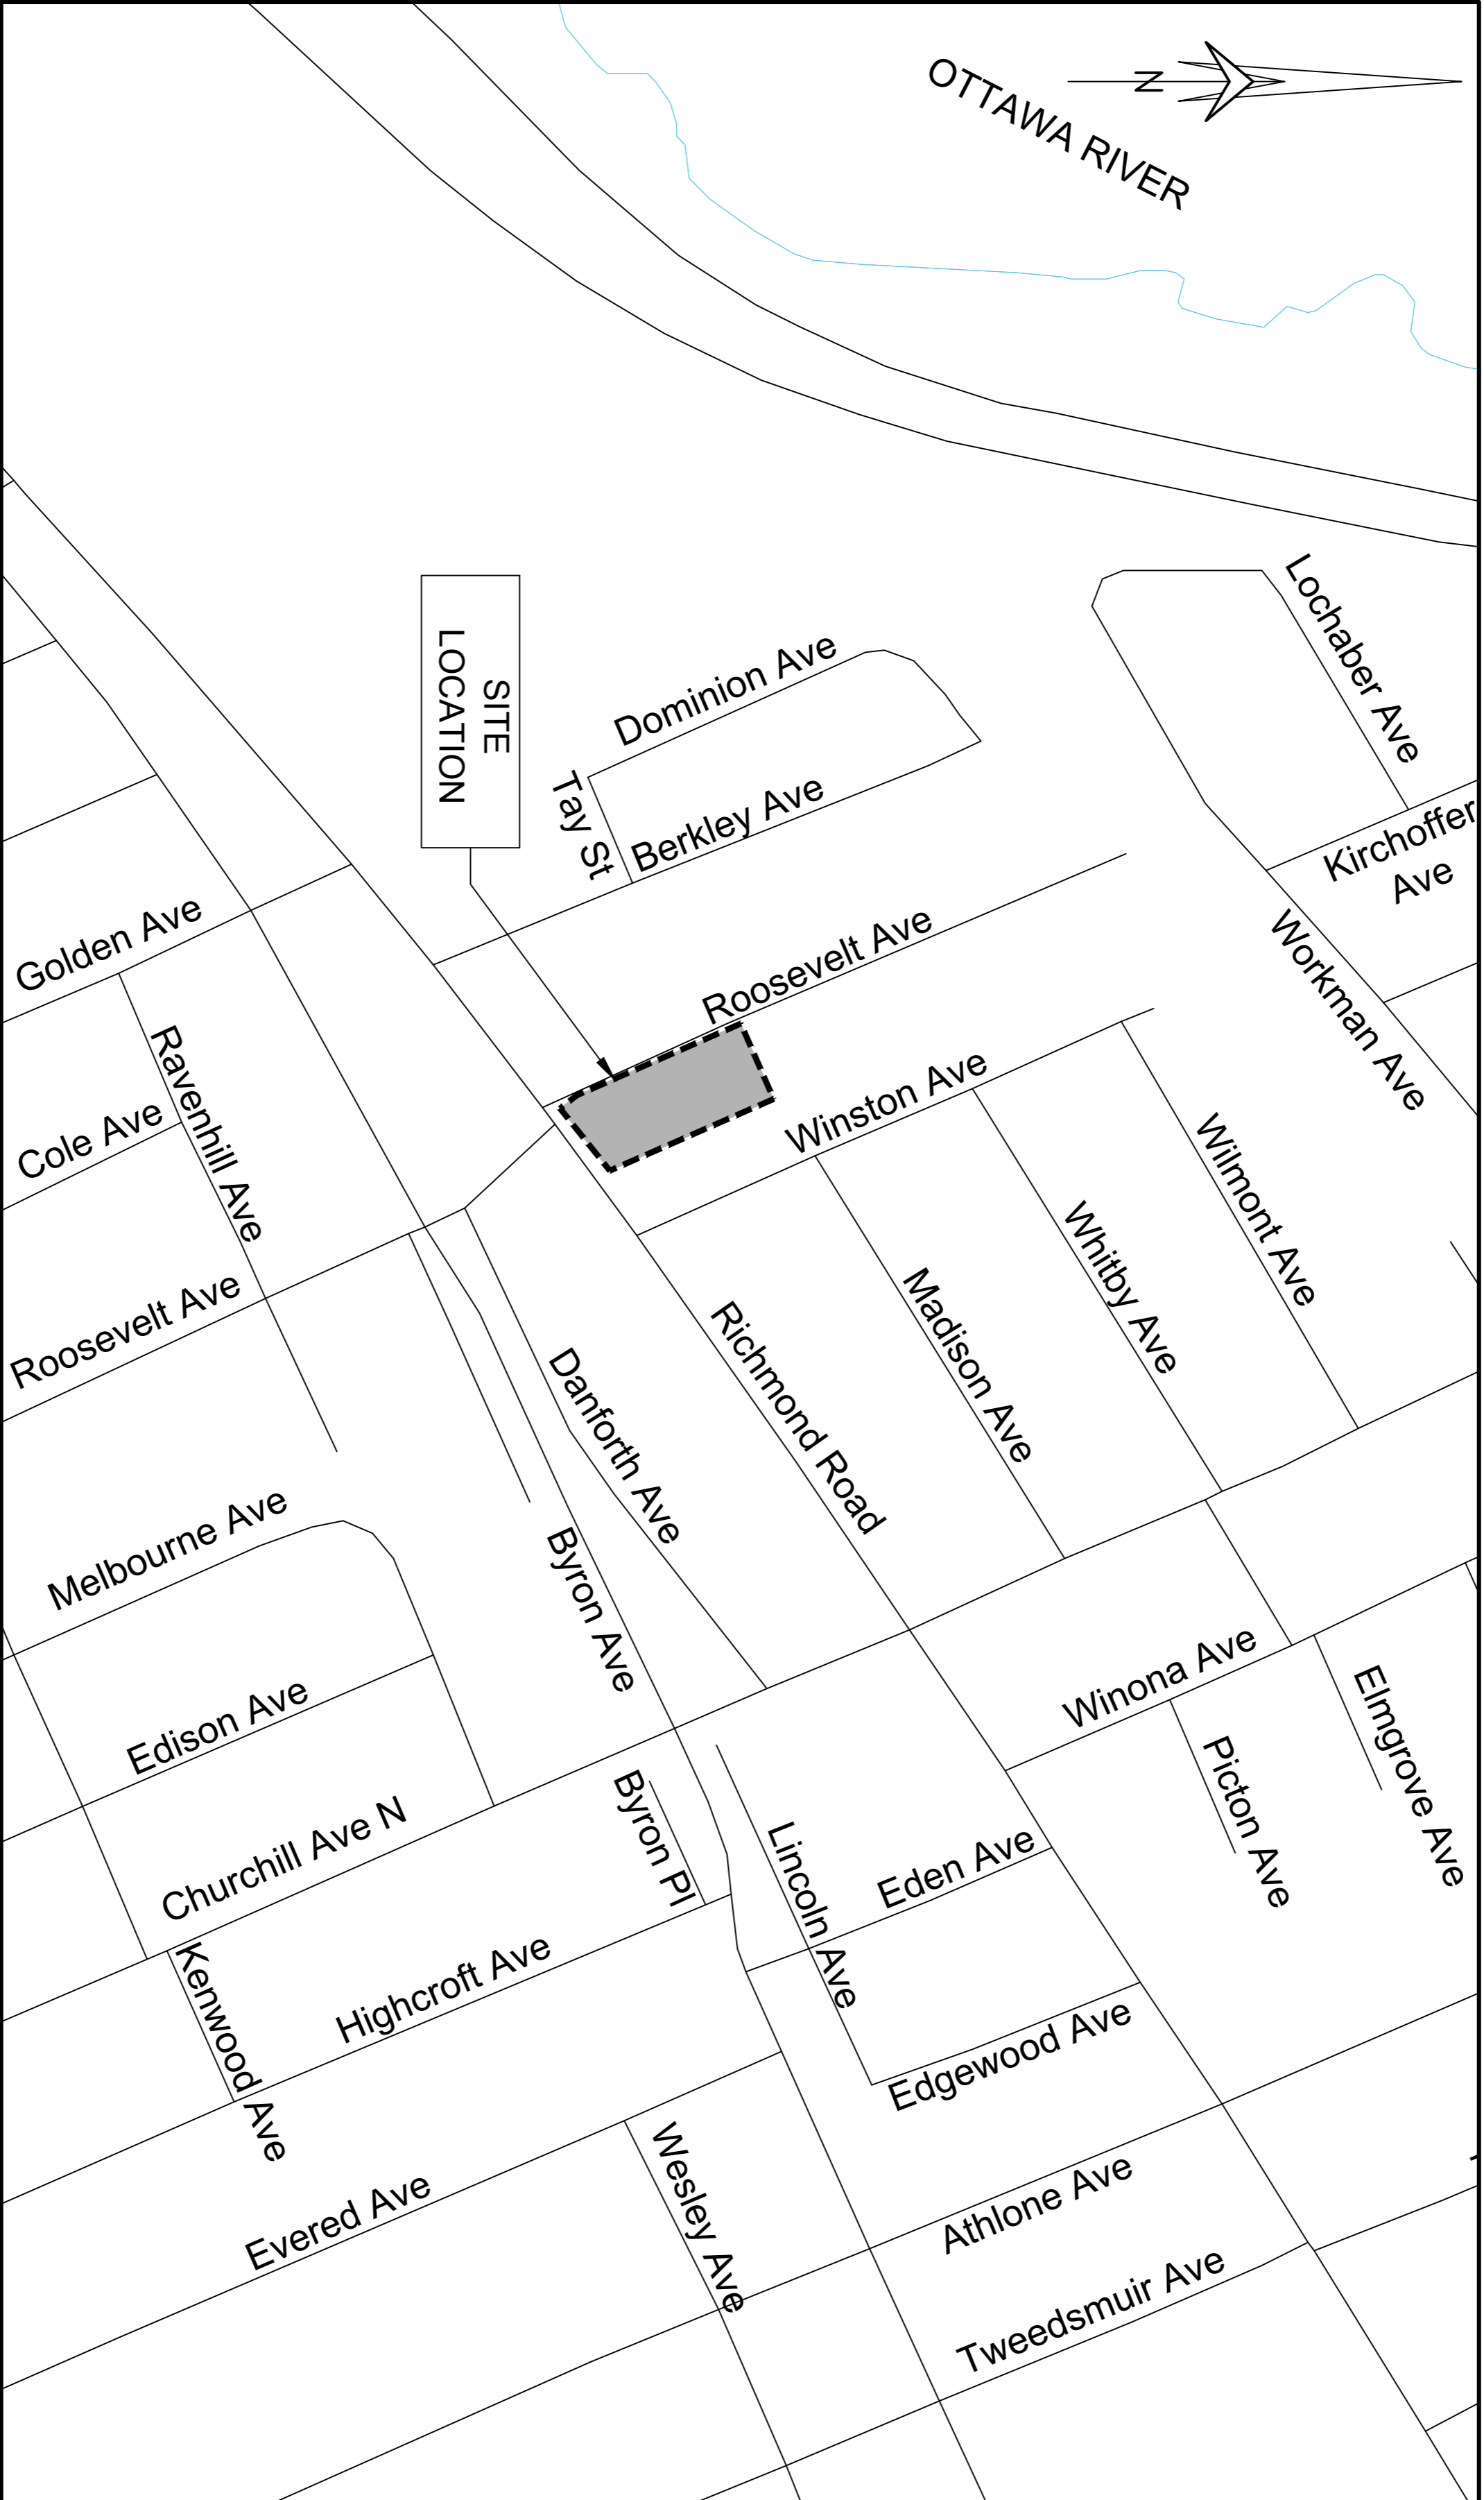 OTTAWA RIVER
N
Lochaber Ave
SITE
LOCATION
Dominion Ave
Tay St
Berkley Ave
Kirchoffer
Ave
Golden Ave
Roosevelt Ave
Workman Ave
Ravenhill Ave
Cole Ave
Winston Ave
Wilmont Ave
Whitby Ave
Roosevelt Ave
Madison Ave
Richmond Road
Danforth Ave
Melbourne Ave
Byron Ave
Edison Ave
Winona Ave
Elmgrove Ave
Picton Ave
Churchill Ave N
Byron Pl
Lincoln Ave
Eden Ave
Kenwood Ave
Highcroft Ave
Edgewood Ave
Evered Ave
Wesley Ave
Athlone Ave
Tweedsmuir Ave